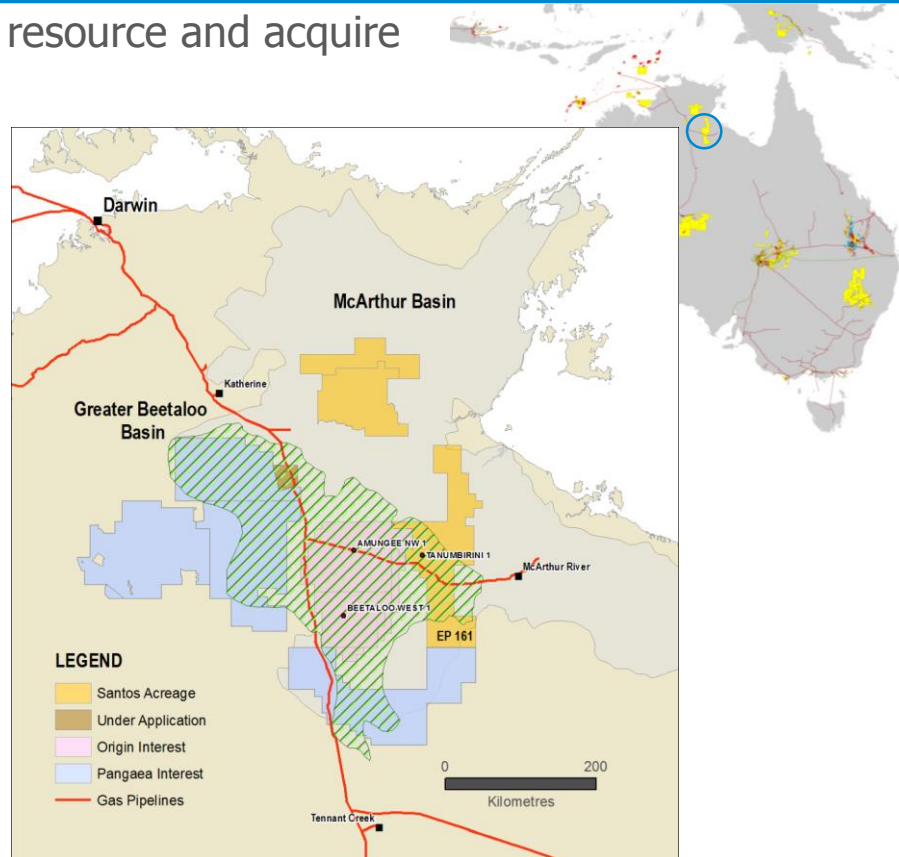 resource and acquire
Darwin
McArthur Basin
Katherine
Greater Beetaloo
Basin
AMUNGEE NW 1
TANUMBIRINI 1
McArthur River
BEETALOO WEST 1
EP 161
LEGEND
Santos Acreage
Under Application
Origin Interest
Pangaea Interest
Gas Pipelines
0 200
Kilometres
Tennant Creek